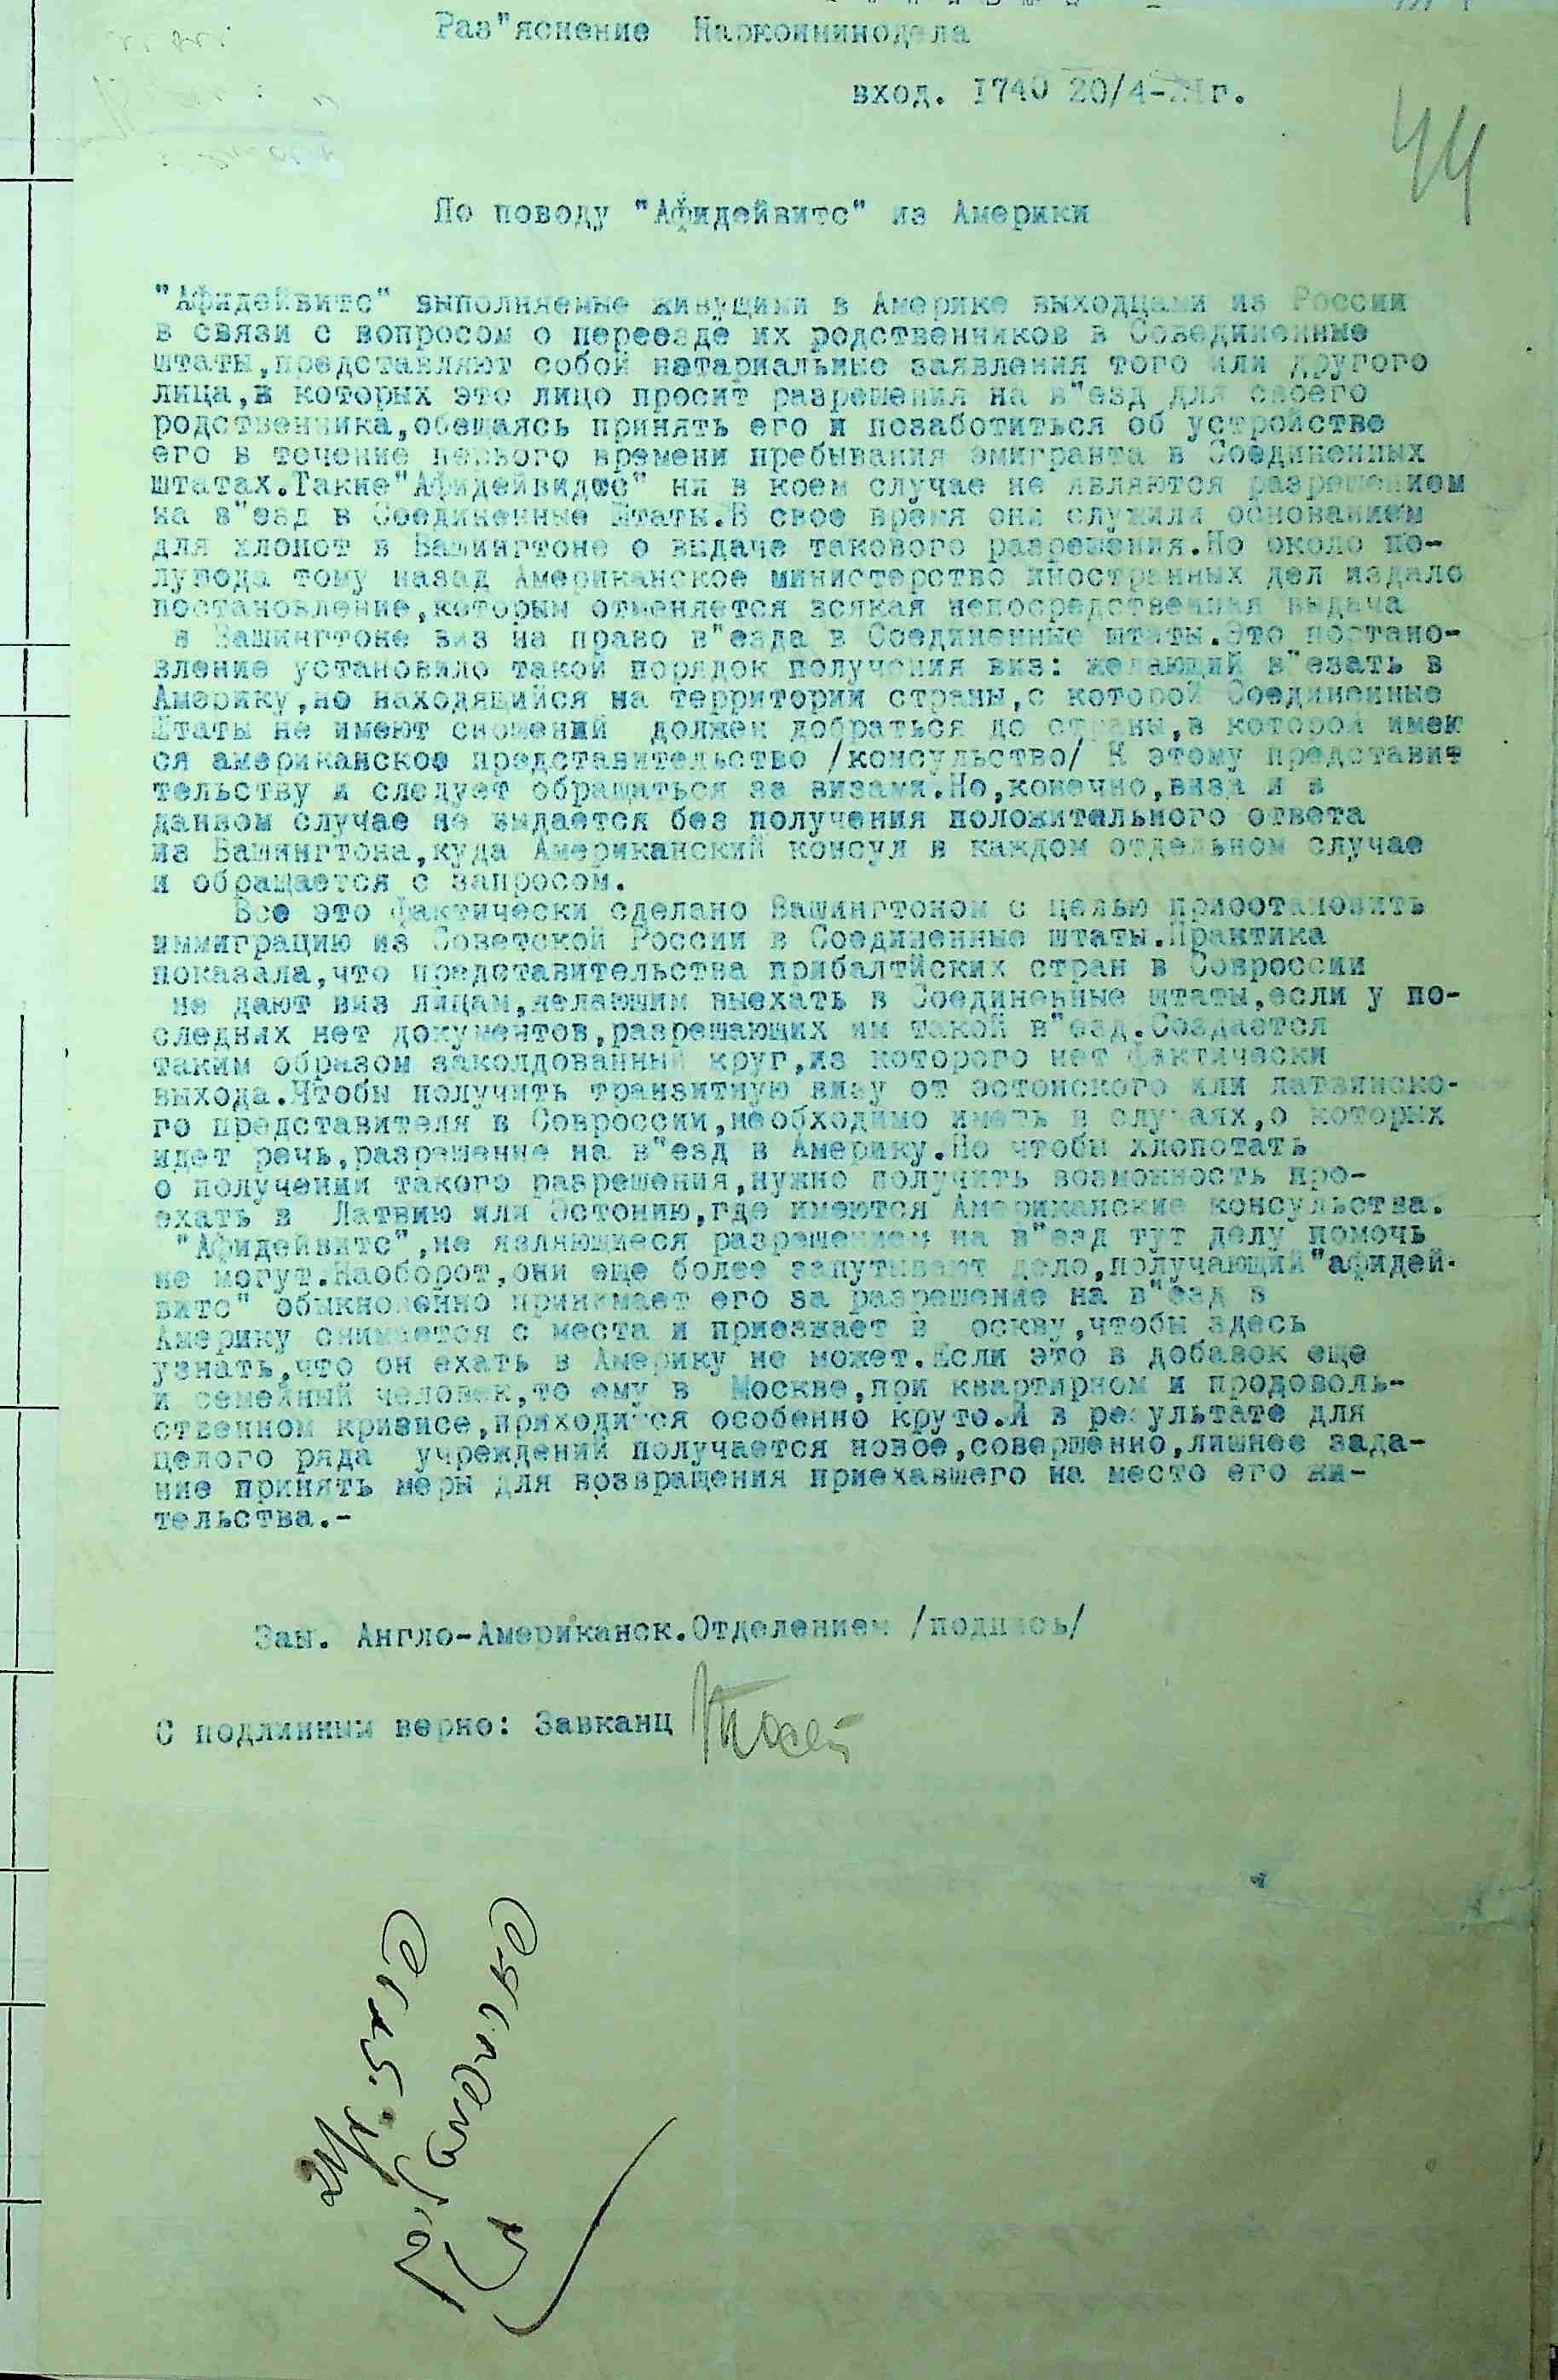 Раз"яснение Наркоминодела
вход. I740 20/4-21г.
44
По поводу "Афидейвитс" из Америки
"Афидейвитс" выполняемые живущими в Америке выходцами из России
в связи с вопросом о переезде их родственников в Соведиленные
штаты,представляют собой натариальные заявления того или другого
лица,в которых это лицо просит разрешения на в"езд для своего
родственника,обещаясь принять его и позаботиться об устройстве
его в течение первого времени пребывания эмигранта в Соединенных
штатах.Такие"Афидейвидтс" ни в коем случае не являются разрешением
на в"езд в Соединенные Штаты.В свое время они служили основанием
для хлопот в Вашингтоне о выдаче такового разрешения.Но около по-
лугода тому назад Американское министерство иностранных дел издало
постановление,которым отменяется всякая непосредственная выдача
в Вашингтоне виз на право в"езда в Соединенные штаты.Это постано-
вление установило такой порядок получения виз: желающий в"езать в
Америку,но находящийся на территории страны,с которой Соединенные
Штаты не имеют сношений должен добраться до страны,в которой имек
ся американское представительство /консульство/ К этому представит
тельству и следует обращаться за визами.Но,конечно,виза и в
данном случае не выдается без получения положительного ответа
из Вашингтона,куда Американский консул в каждом отдельном случае
и обращается с запросом.
Все это фактически сделано Вашингтоном с целью приостановить
иммиграцию из Советской России в Соединенные штаты.Практика
показала,что представительства прибалтйских стран в Совроссии
не дают виз лицам,желающим выехать в Соединенные штаты,если у по-
следних нет документов,разрешающих им такой в"езд.Создается
таким образом заколдованный круг,из которого нет фактически
выхода.Чтобы получить транзитную визу от эстонского или латвийско-
го представителя в Совроссии,необходимо иметь в случаях,о которых
идет речь,разрешение на в"езд в Америку.Но чтобы хлопотать
о получении такого разрешения,нужно получить возможность про-
ехать в Латвию или Эстонию,где имеются Американские консульства.
"Афидейвитс",не являющиеся разрешением на в"езд тут делу помочь
не могут.Наоборот,они еще более запутывают дело,получающий"афидей-
витс" обыкновенно принимает его за разрешение на в"езд в
Америку снимается с места и приезжает в оскву,чтобы здесь
узнать,что он ехать в Америку не может.Если это в добавок еще
и семейный человек,то ему в Москве,при квартирном и продоволь-
ственном кризисе,приходится особенно круто.И в результате для
целого ряда учреждений получается новое,совершенно,лишнее зада-
ние принять меры для возвращения приехавшего на место его жи-
тельства.-
Зав. Англо-Американск.Отделением /подпись/
С подлинным верно: Завканц